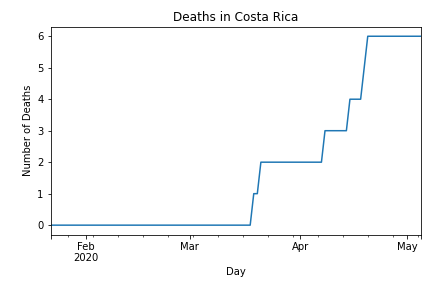 Deaths in Costa Rica
6
5
4
3
2
1
0
Number of Deaths
Feb
2020
Mar
Apr
May
Day